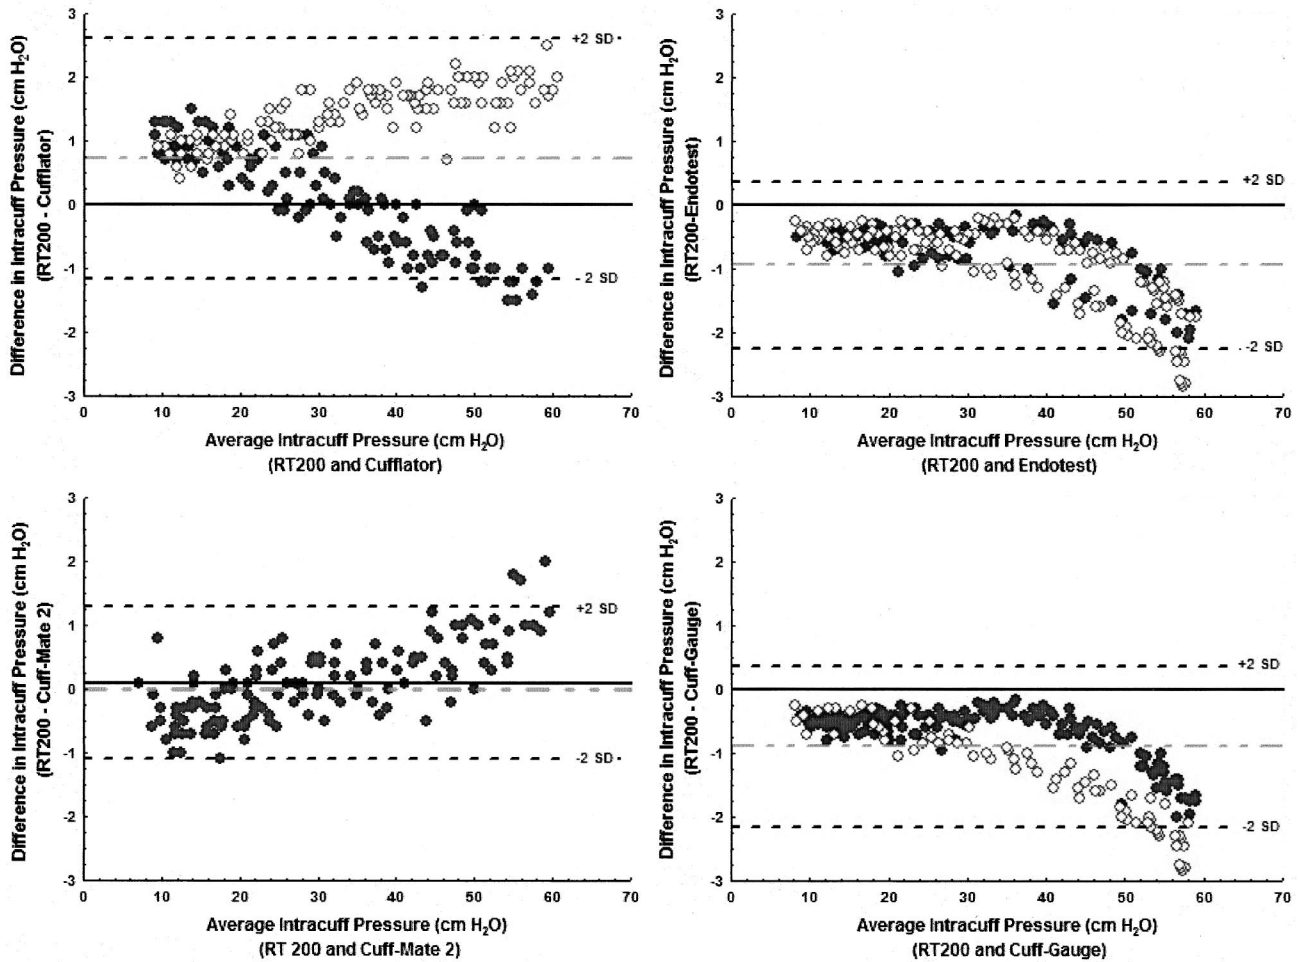 Difference in Intracuff Pressure (cm H2O)
(RT200 - Cufflator)
3
2
1
0
-1
-2
-3
+2 SD
- 2 SD
0 10 20 30 40 50 60 70
Average Intracuff Pressure (cm H2O)
(RT200 and Cufflator)
Difference in Intracuff Pressure (cm H2O)
(RT200-Endotest)
3
2
1
0
-1
-2
-3
+2 SD
-2 SD
0 10 20 30 40 50 60 70
Average Intracuff Pressure (cm H2O)
(RT200 and Endotest)
Difference in Intracuff Pressure (cm H2O)
(RT200 - Cuff-Mate 2)
3
2
1
0
-1
-2
-3
+2 SD
-2 SD
0 10 20 30 40 50 60 70
Average Intracuff Pressure (cm H2O)
(RT 200 and Cuff-Mate 2)
Difference in Intracuff Pressure (cm H2O)
(RT200 - Cuff-Gauge)
3
2
1
0
-1
-2
-3
+2 SD
-2 SD
0 10 20 30 40 50 60 70
Average Intracuff Pressure (cm H2O)
(RT200 and Cuff-Gauge)